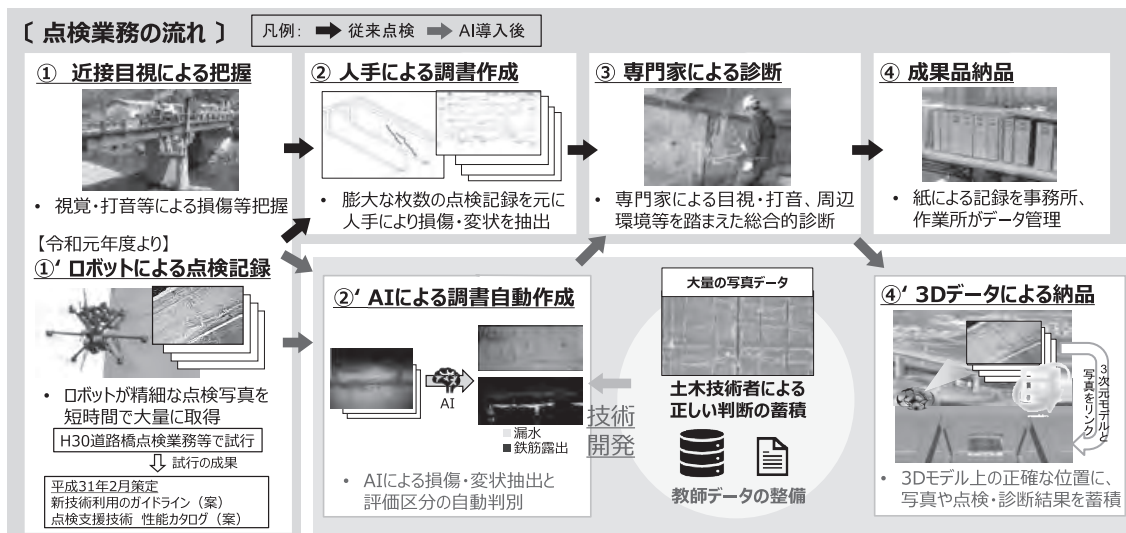 〔 点検業務の流れ 〕
凡例: 従来点検 AI導入後
① 近接目視による把握
• 視覚・打音等による損傷等把握
② 人手による調書作成
• 膨大な枚数の点検記録を元に
人手により損傷・変状を抽出
③ 専門家による診断
• 専門家による目視・打音、周辺
環境等を踏まえた総合的診断
④ 成果品納品
• 紙による記録を事務所、
作業所がデータ管理
【令和元年度より】
①‘ ロボットによる点検記録
• ロボットが精細な点検写真を
短時間で大量に取得
H30道路橋点検業務等で試行
試行の成果
平成31年2月策定
新技術利用のガイドライン（案）
点検支援技術 性能カタログ（案）
②‘ AIによる調書自動作成
AI
漏水
鉄筋露出
• AIによる損傷・変状抽出と
評価区分の自動判別
技術
開発
大量の写真データ
土木技術者による
正しい判断の蓄積
教師データの整備
④‘ 3Dデータによる納品
3次元モデルと
写真をリンク
• 3Dモデル上の正確な位置に、
写真や点検・診断結果を蓄積